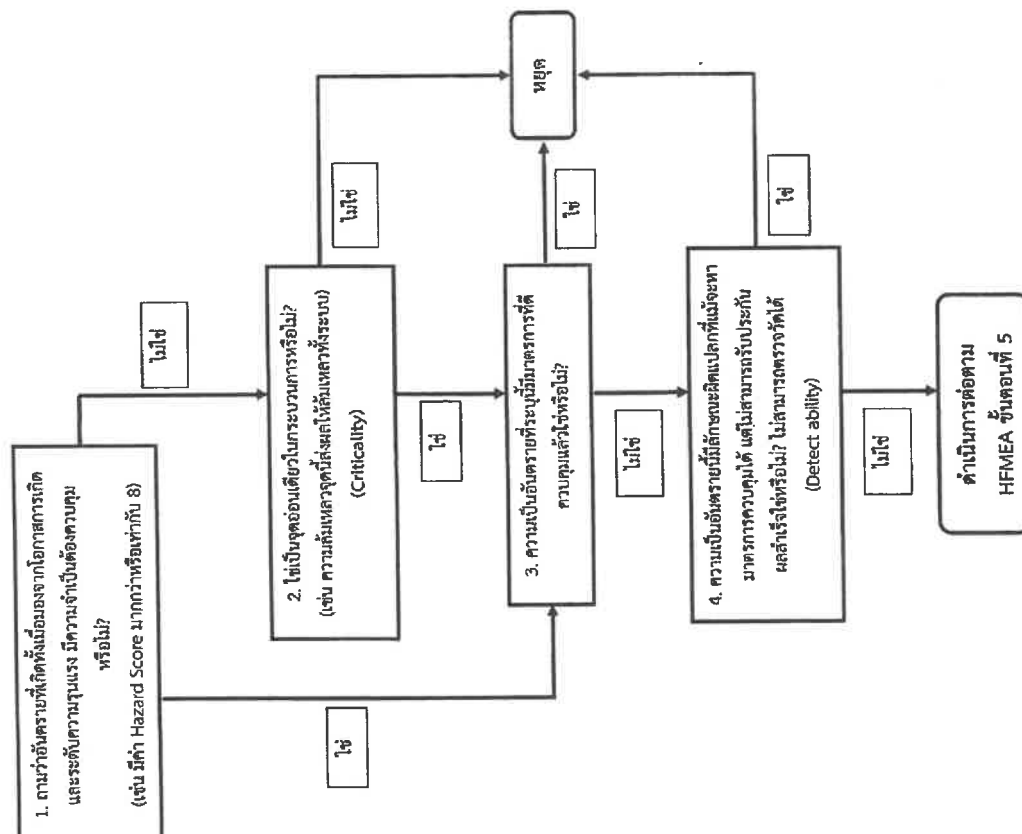 1. ถามว่าอันตรายที่เกิดทั้งเมื่อมองจากโอกาสการเกิด
และระดับความรุนแรง มีความจำเป็นต้องควบคุม
หรือไม่?
(เช่น มีค่า Hazard Score มากกว่าหรือเท่ากับ 8)
ไม่ใช่
ใช่
2. ใช่เป็นจุดอ่อนเดียวในกระบวนการหรือไม่?
(เช่น ความล้มเหลวจุดนี้ส่งผลให้ล้มเหลวทั้งระบบ)
(Criticality)
ไม่ใช่
ใช่
หยุด
3. ความเป็นอันตรายที่ระบุนี้มีมาตรการที่ดี
ควบคุมแล้วใช่หรือไม่?
ใช่
ไม่ใช่
4. ความเป็นอันตรายนี้มีลักษณะผิดแปลกที่แม้จะหา
มาตรการควบคุมได้ แต่ไม่สามารถรับประกัน
ผลสำเร็จใช่หรือไม่? ไม่สามารถตรวจวัดได้
(Detect ability)
ใช่
ไม่ใช่
ดำเนินการต่อตาม
HFMEA ขั้นตอนที่ 5